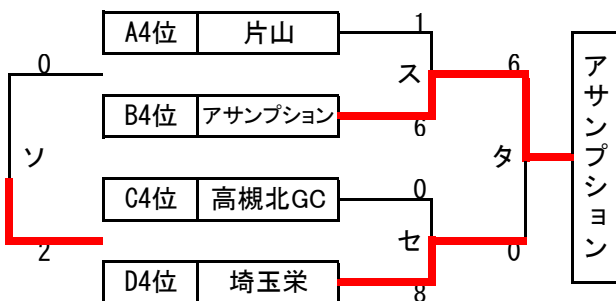 A4位 片山 1
0 ス 6
B4位 アサンプション 6
ソ タ アサンプション
C4位 高槻北GC 0
2 セ 0
D4位 埼玉栄 8